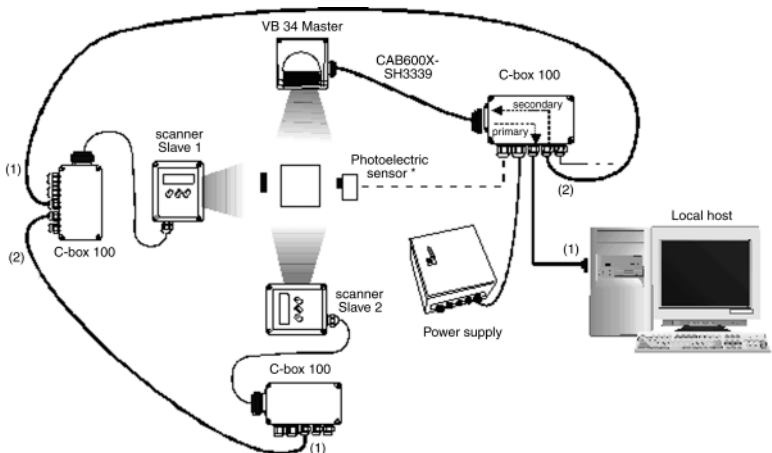 VB 34 Master
CAB600X-
SH3339
C-box 100
secondary
primary
scanner
Slave 1
(1)
Photoelectric
sensor *
(2)
(2)
C-box 100
(1)
Local host
scanner
Slave 2
Power supply
C-box 100
(1)